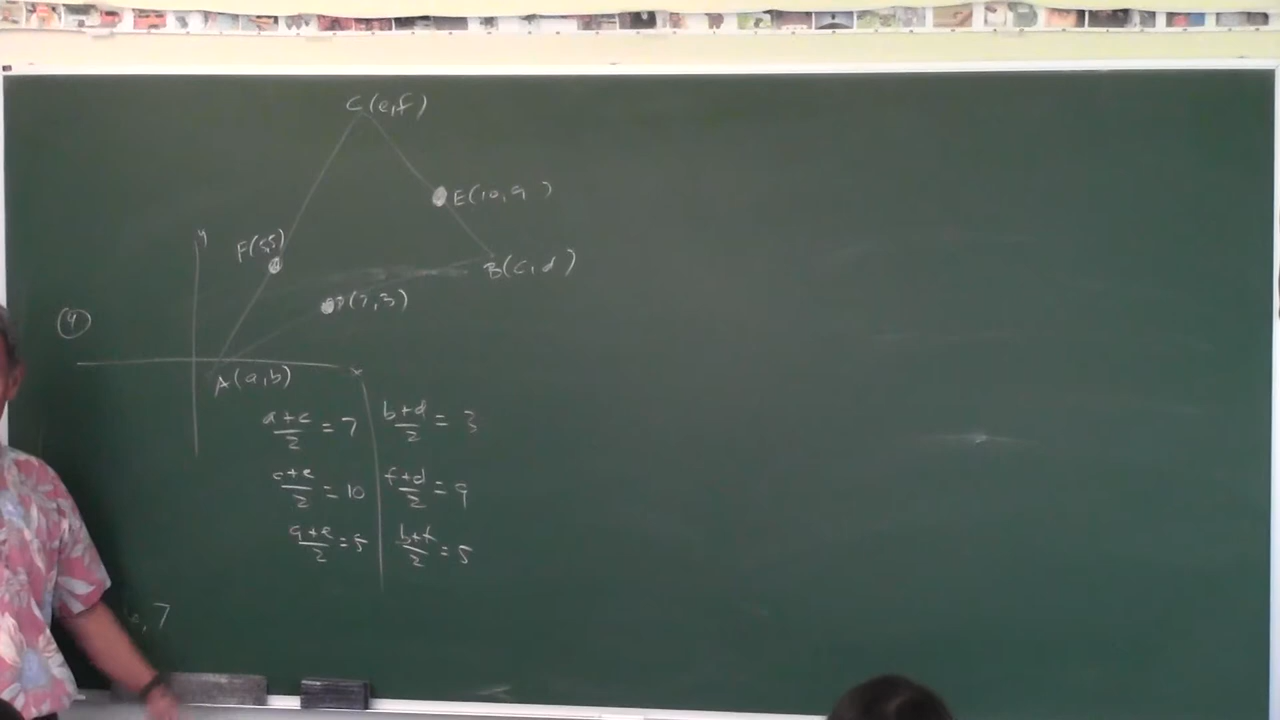 C(e,f)
E(10,9 )
y
F(5,5)
B(c,d)
D(7,3)
4
x
A(a,b)
a+c/2 = 7
b+d/2 = 3
c+e/2 = 10
f+d/2 = 9
a+e/2 = 5
b+f/2 = 5
, 7